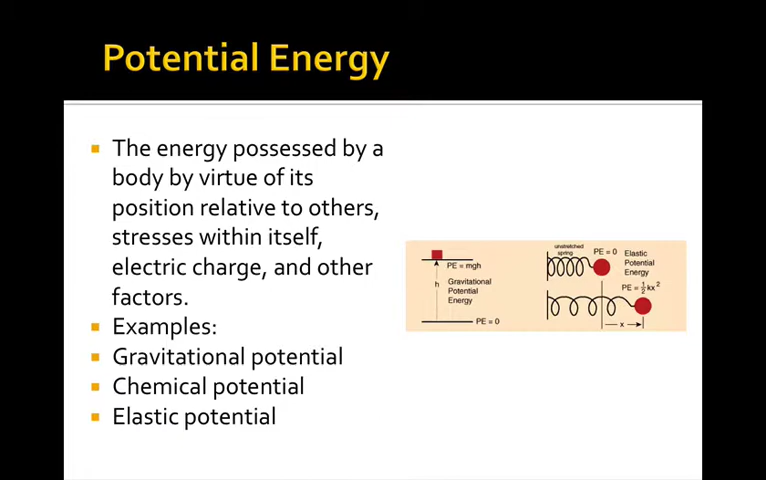 Potential Energy
The energy possessed by a
body by virtue of its
position relative to others,
stresses within itself,
electric charge, and other
factors.
Examples:
Gravitational potential
Chemical potential
Elastic potential
PE = mgh
h
Gravitational
Potential
Energy
PE = 0
unstretched
spring
PE = 0
Elastic
Potential
Energy
PE = ½ kx²
x